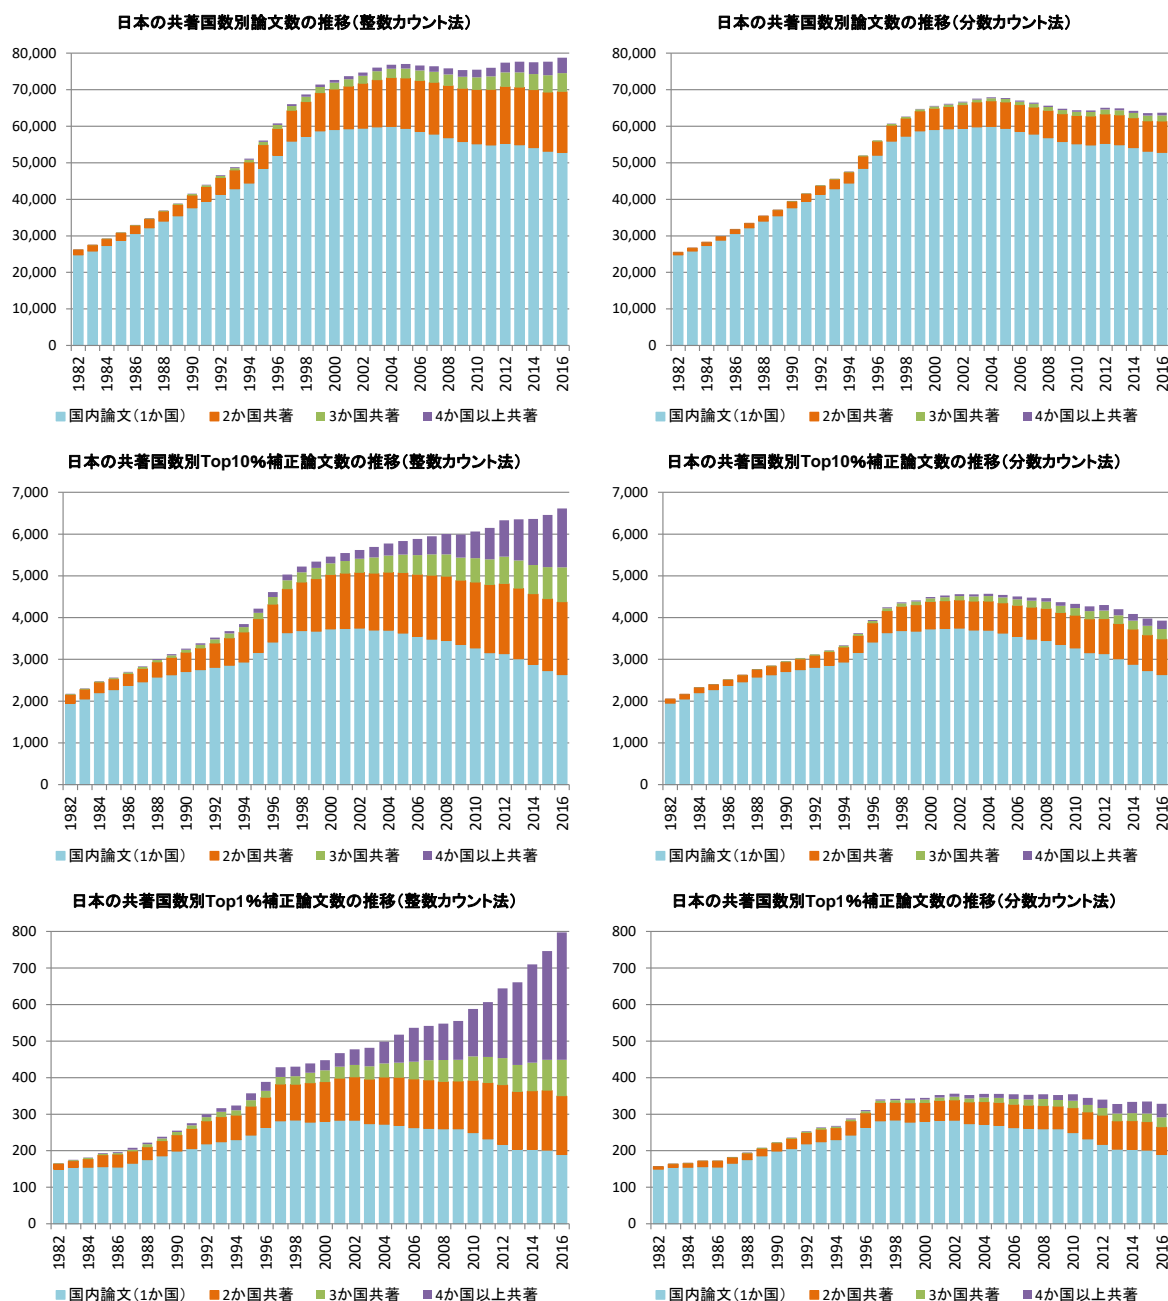 日本の共著国数別論文数の推移（整数カウント法）
80,000
70,000
60,000
50,000
40,000
30,000
20,000
10,000
0
1982 1984 1986 1988 1990 1992 1994 1996 1998 2000 2002 2004 2006 2008 2010 2012 2014 2016
国内論文（1か国） 2か国共著 3か国共著 4か国以上共著
日本の共著国数別論文数の推移（分数カウント法）
80,000
70,000
60,000
50,000
40,000
30,000
20,000
10,000
0
1982 1984 1986 1988 1990 1992 1994 1996 1998 2000 2002 2004 2006 2008 2010 2012 2014 2016
国内論文（1か国） 2か国共著 3か国共著 4か国以上共著
日本の共著国数別Top10%補正論文数の推移（整数カウント法）
7,000
6,000
5,000
4,000
3,000
2,000
1,000
0
1982 1984 1986 1988 1990 1992 1994 1996 1998 2000 2002 2004 2006 2008 2010 2012 2014 2016
国内論文（1か国） 2か国共著 3か国共著 4か国以上共著
日本の共著国数別Top10%補正論文数の推移（分数カウント法）
7,000
6,000
5,000
4,000
3,000
2,000
1,000
0
1982 1984 1986 1988 1990 1992 1994 1996 1998 2000 2002 2004 2006 2008 2010 2012 2014 2016
国内論文（1か国） 2か国共著 3か国共著 4か国以上共著
日本の共著国数別Top1%補正論文数の推移（整数カウント法）
800
700
600
500
400
300
200
100
0
1982 1984 1986 1988 1990 1992 1994 1996 1998 2000 2002 2004 2006 2008 2010 2012 2014 2016
国内論文（1か国） 2か国共著 3か国共著 4か国以上共著
日本の共著国数別Top1%補正論文数の推移（分数カウント法）
800
700
600
500
400
300
200
100
0
1982 1984 1986 1988 1990 1992 1994 1996 1998 2000 2002 2004 2006 2008 2010 2012 2014 2016
国内論文（1か国） 2か国共著 3か国共著 4か国以上共著